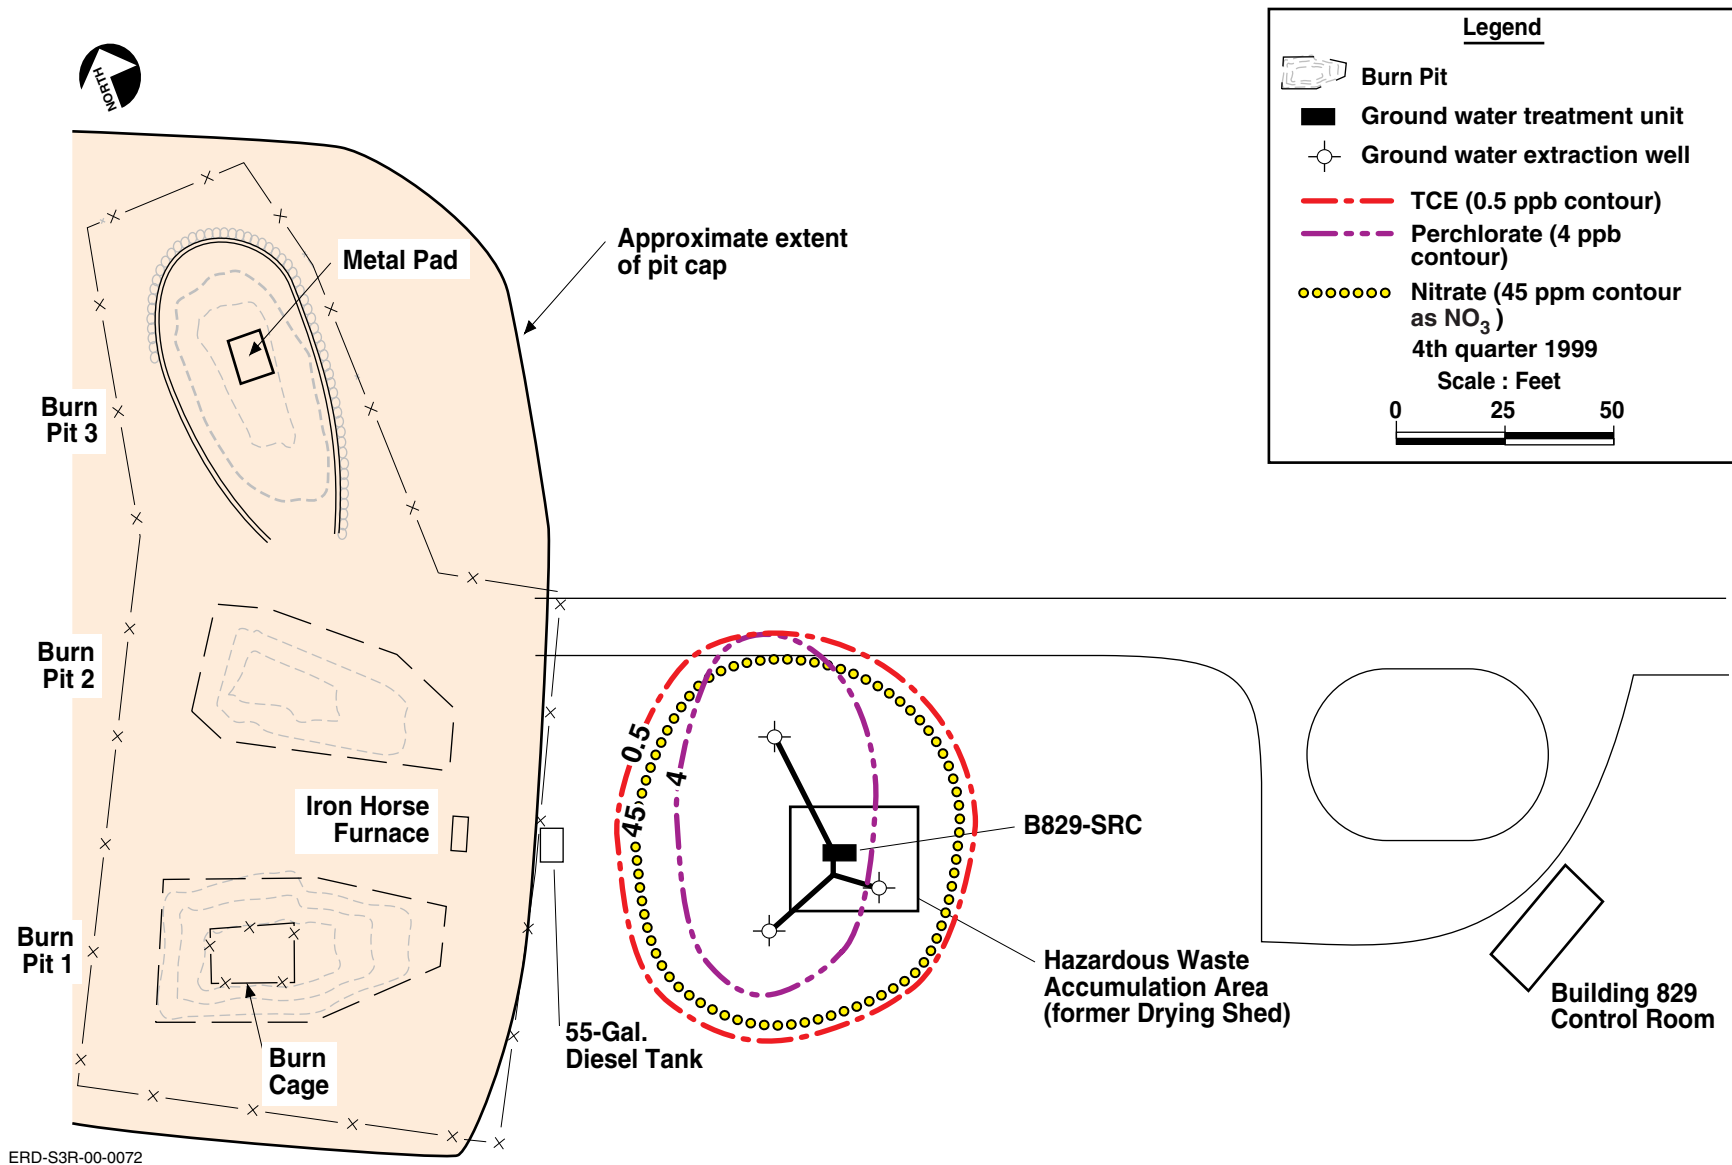 NORTH
Legend
Burn Pit
Ground water treatment unit
Ground water extraction well
TCE (0.5 ppb contour)
Perchlorate (4 ppb
contour)
Nitrate (45 ppm contour
as NO3 )
4th quarter 1999
Scale : Feet
0 25 50
Metal Pad
Approximate extent
of pit cap
Burn
Pit 3
Burn
Pit 2
0.5
4
45
Iron Horse
Furnace
B829-SRC
Burn
Pit 1
Hazardous Waste
Accumulation Area
(former Drying Shed)
Building 829
Control Room
55-Gal.
Diesel Tank
Burn
Cage
ERD-S3R-00-0072